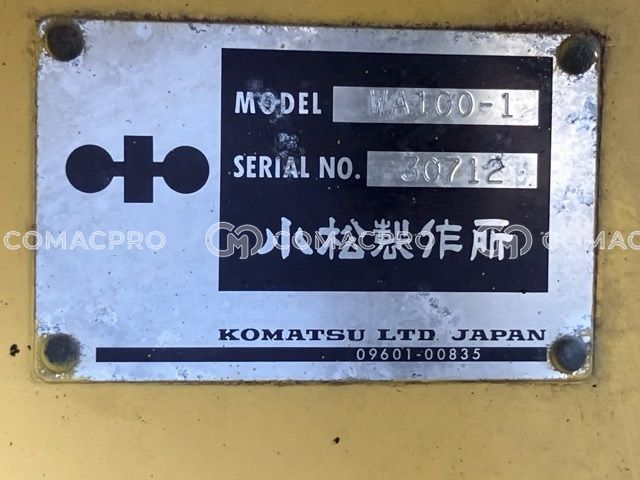 MODEL WA100-1
SERIAL NO. 30712
小松製作所
COMACPRO COMACPRO COMAC
KOMATSU LTD. JAPAN
09601-00835